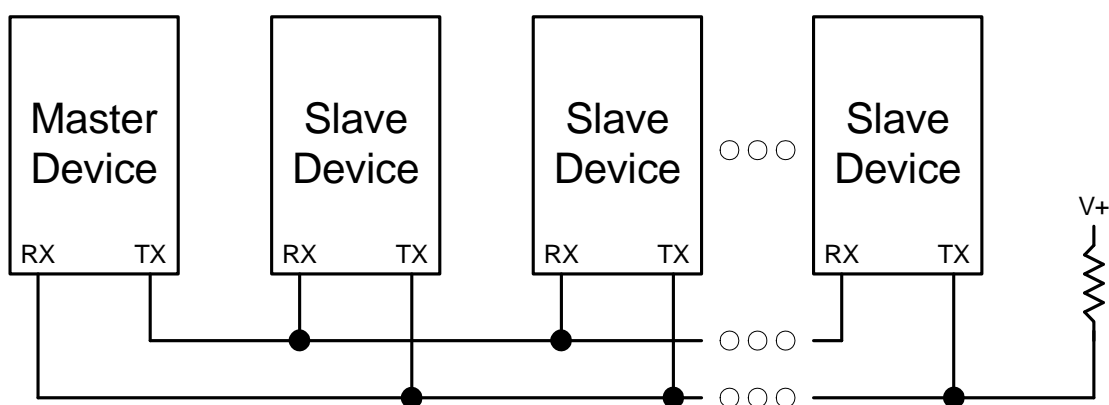 Master
Device
Slave
Device
Slave
Device
Slave
Device
V+
RX TX
RX TX
RX TX
RX TX